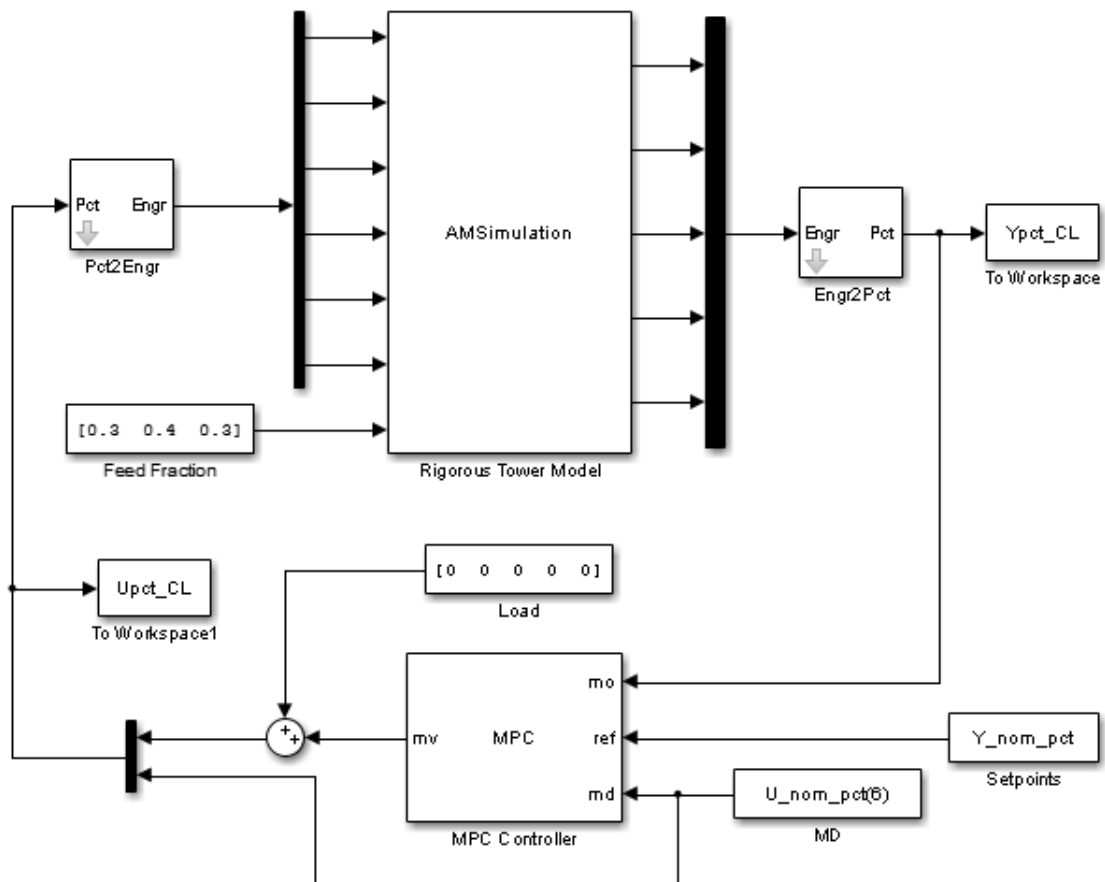 Pct Engr
Pct2Engr
AMSimulation
Rigorous Tower Model
Engr Pct
Engr2Pct
Ypct_CL
To Workspace
[0.3 0.4 0.3]
Feed Fraction
Upct_CL
To Workspace1
[0 0 0 0 0]
Load
+
+
mv
MPC
mo
ref
md
MPC Controller
Y_nom_pct
Setpoints
U_nom_pct(6)
MD